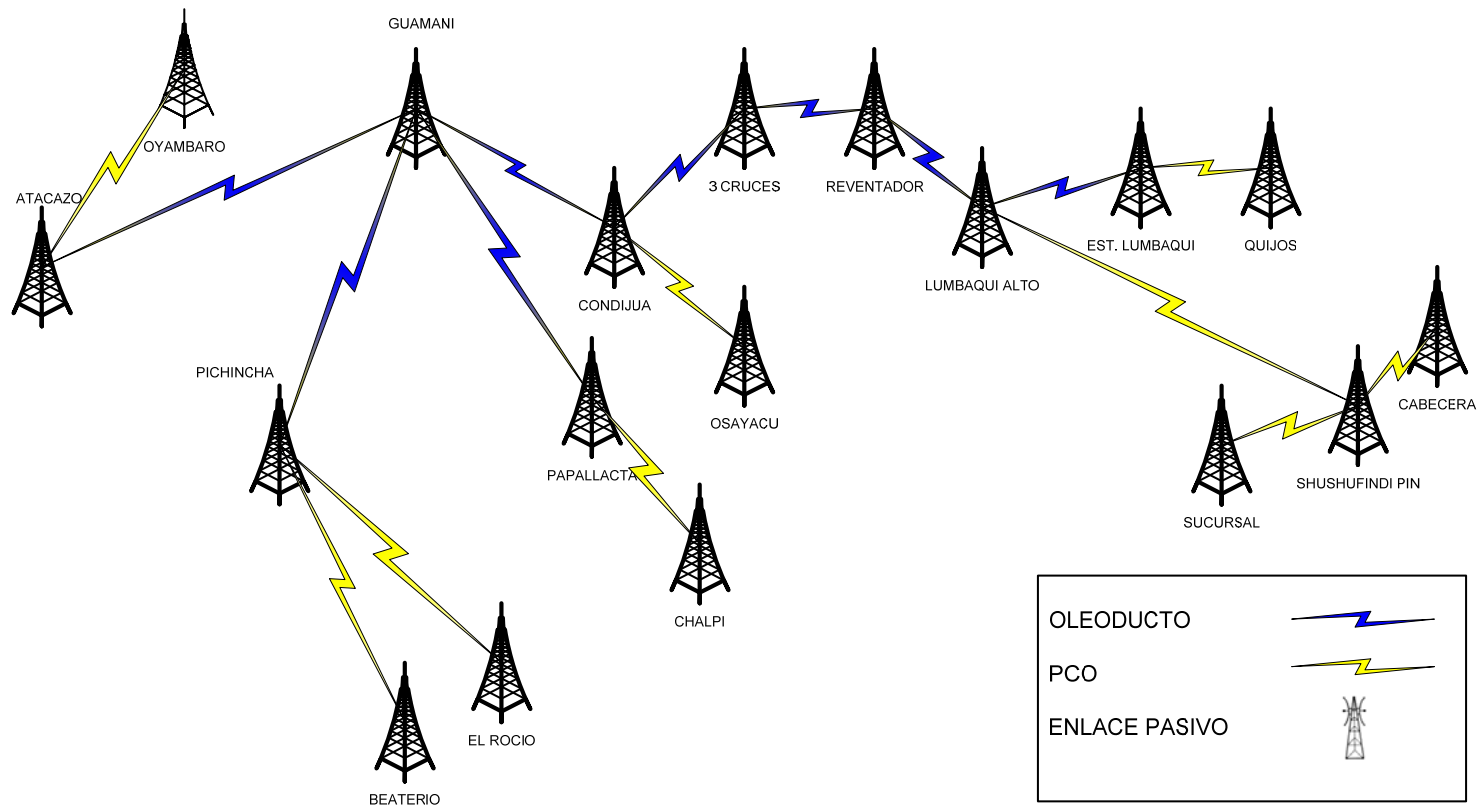 GUAMANI
OYAMBARO
ATACAZO
3 CRUCES
REVENTADOR
EST. LUMBAQUI
QUIJOS
LUMBAQUI ALTO
CONDIJUA
PICHINCHA
OSAYACU
CABECERA
PAPALLACTA
SHUSHUFINDI PIN
SUCURSAL
CHALPI
EL ROCIO
BEATERIO
OLEODUCTO
PCO
ENLACE PASIVO